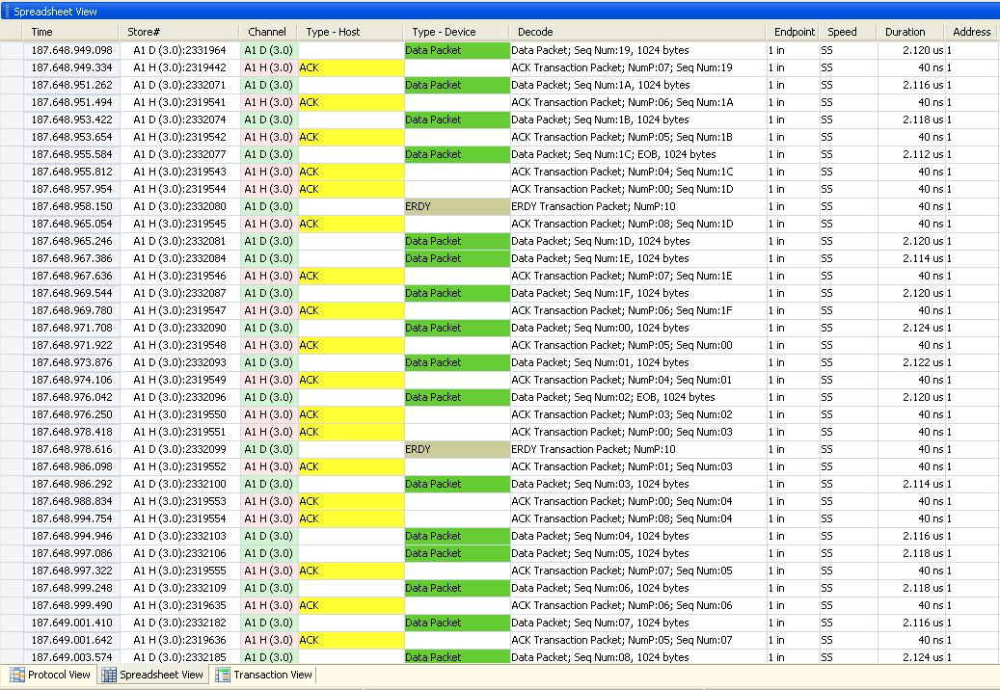 Spreadsheet View
Time Store# Channel Type - Host Type - Device Decode Endpoint Speed Duration Address
187.648.949.098 A1 D (3.0):2331964 A1 D (3.0) Data Packet Data Packet; Seq Num:19, 1024 bytes 1 in SS 2.120 us 1
187.648.949.334 A1 H (3.0):2319442 A1 H (3.0) ACK ACK Transaction Packet; NumP:07; Seq Num:19 1 in SS 40 ns 1
187.648.951.262 A1 D (3.0):2332071 A1 D (3.0) Data Packet Data Packet; Seq Num:1A, 1024 bytes 1 in SS 2.116 us 1
187.648.951.494 A1 H (3.0):2319541 A1 H (3.0) ACK ACK Transaction Packet; NumP:06; Seq Num:1A 1 in SS 40 ns 1
187.648.953.422 A1 D (3.0):2332074 A1 D (3.0) Data Packet Data Packet; Seq Num:1B, 1024 bytes 1 in SS 2.118 us 1
187.648.953.654 A1 H (3.0):2319542 A1 H (3.0) ACK ACK Transaction Packet; NumP:05; Seq Num:1B 1 in SS 40 ns 1
187.648.955.584 A1 D (3.0):2332077 A1 D (3.0) Data Packet Data Packet; Seq Num:1C; EOB, 1024 bytes 1 in SS 2.112 us 1
187.648.955.812 A1 H (3.0):2319543 A1 H (3.0) ACK ACK Transaction Packet; NumP:04; Seq Num:1C 1 in SS 40 ns 1
187.648.957.954 A1 H (3.0):2319544 A1 H (3.0) ACK ACK Transaction Packet; NumP:00; Seq Num:1D 1 in SS 40 ns 1
187.648.958.150 A1 D (3.0):2332080 A1 D (3.0) ERDY ERDY Transaction Packet; NumP:10 1 in SS 40 ns 1
187.648.965.054 A1 H (3.0):2319545 A1 H (3.0) ACK ACK Transaction Packet; NumP:08; Seq Num:1D 1 in SS 40 ns 1
187.648.965.246 A1 D (3.0):2332081 A1 D (3.0) Data Packet Data Packet; Seq Num:1D, 1024 bytes 1 in SS 2.120 us 1
187.648.967.386 A1 D (3.0):2332084 A1 D (3.0) Data Packet Data Packet; Seq Num:1E, 1024 bytes 1 in SS 2.114 us 1
187.648.967.636 A1 H (3.0):2319546 A1 H (3.0) ACK ACK Transaction Packet; NumP:07; Seq Num:1E 1 in SS 40 ns 1
187.648.969.544 A1 D (3.0):2332087 A1 D (3.0) Data Packet Data Packet; Seq Num:1F, 1024 bytes 1 in SS 2.120 us 1
187.648.969.780 A1 H (3.0):2319547 A1 H (3.0) ACK ACK Transaction Packet; NumP:06; Seq Num:1F 1 in SS 40 ns 1
187.648.971.708 A1 D (3.0):2332090 A1 D (3.0) Data Packet Data Packet; Seq Num:00, 1024 bytes 1 in SS 2.124 us 1
187.648.971.922 A1 H (3.0):2319548 A1 H (3.0) ACK ACK Transaction Packet; NumP:05; Seq Num:00 1 in SS 40 ns 1
187.648.973.876 A1 D (3.0):2332093 A1 D (3.0) Data Packet Data Packet; Seq Num:01, 1024 bytes 1 in SS 2.122 us 1
187.648.974.106 A1 H (3.0):2319549 A1 H (3.0) ACK ACK Transaction Packet; NumP:04; Seq Num:01 1 in SS 40 ns 1
187.648.976.042 A1 D (3.0):2332096 A1 D (3.0) Data Packet Data Packet; Seq Num:02; EOB, 1024 bytes 1 in SS 2.116 us 1
187.648.976.250 A1 H (3.0):2319550 A1 H (3.0) ACK ACK Transaction Packet; NumP:03; Seq Num:02 1 in SS 40 ns 1
187.648.978.418 A1 H (3.0):2319551 A1 H (3.0) ACK ACK Transaction Packet; NumP:00; Seq Num:03 1 in SS 40 ns 1
187.648.978.616 A1 D (3.0):2332099 A1 D (3.0) ERDY ERDY Transaction Packet; NumP:10 1 in SS 40 ns 1
187.648.986.098 A1 H (3.0):2319552 A1 H (3.0) ACK ACK Transaction Packet; NumP:01; Seq Num:03 1 in SS 40 ns 1
187.648.986.292 A1 D (3.0):2332100 A1 D (3.0) Data Packet Data Packet; Seq Num:03, 1024 bytes 1 in SS 2.114 us 1
187.648.988.834 A1 H (3.0):2319553 A1 H (3.0) ACK ACK Transaction Packet; NumP:00; Seq Num:04 1 in SS 40 ns 1
187.648.994.754 A1 H (3.0):2319554 A1 H (3.0) ACK ACK Transaction Packet; NumP:08; Seq Num:04 1 in SS 40 ns 1
187.648.994.946 A1 D (3.0):2332103 A1 D (3.0) Data Packet Data Packet; Seq Num:04, 1024 bytes 1 in SS 2.116 us 1
187.648.997.086 A1 D (3.0):2332106 A1 D (3.0) Data Packet Data Packet; Seq Num:05, 1024 bytes 1 in SS 2.118 us 1
187.648.997.322 A1 H (3.0):2319555 A1 H (3.0) ACK ACK Transaction Packet; NumP:07; Seq Num:05 1 in SS 40 ns 1
187.648.999.248 A1 D (3.0):2332109 A1 D (3.0) Data Packet Data Packet; Seq Num:06, 1024 bytes 1 in SS 2.118 us 1
187.648.999.490 A1 H (3.0):2319635 A1 H (3.0) ACK ACK Transaction Packet; NumP:06; Seq Num:06 1 in SS 40 ns 1
187.649.001.410 A1 D (3.0):2332182 A1 D (3.0) Data Packet Data Packet; Seq Num:07, 1024 bytes 1 in SS 2.116 us 1
187.649.001.642 A1 H (3.0):2319636 A1 H (3.0) ACK ACK Transaction Packet; NumP:05; Seq Num:07 1 in SS 40 ns 1
187.649.003.574 A1 D (3.0):2332185 A1 D (3.0) Data Packet Data Packet; Seq Num:08, 1024 bytes 1 in SS 2.124 us 1
Protocol View Spreadsheet View Transaction View